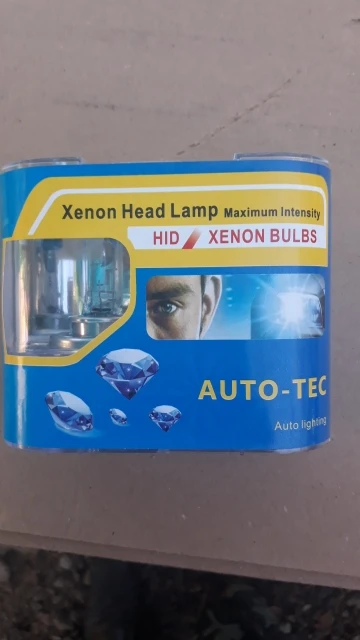 Xenon Head Lamp Maximum Intensity
HID / XENON BULBS
AUTO-TEC
Auto lighting